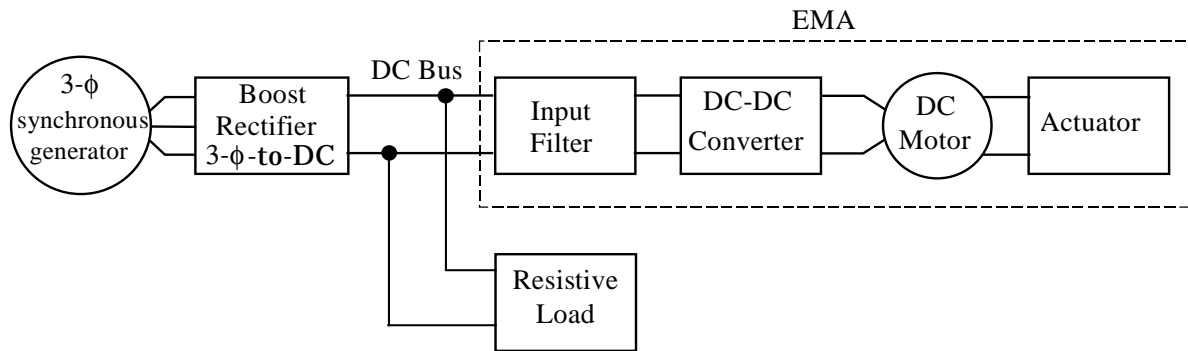 EMA
3-ϕ
synchronous
generator
Boost
Rectifier
3-ϕ-to-DC
DC Bus
Input
Filter
DC-DC
Converter
DC
Motor
Actuator
Resistive
Load